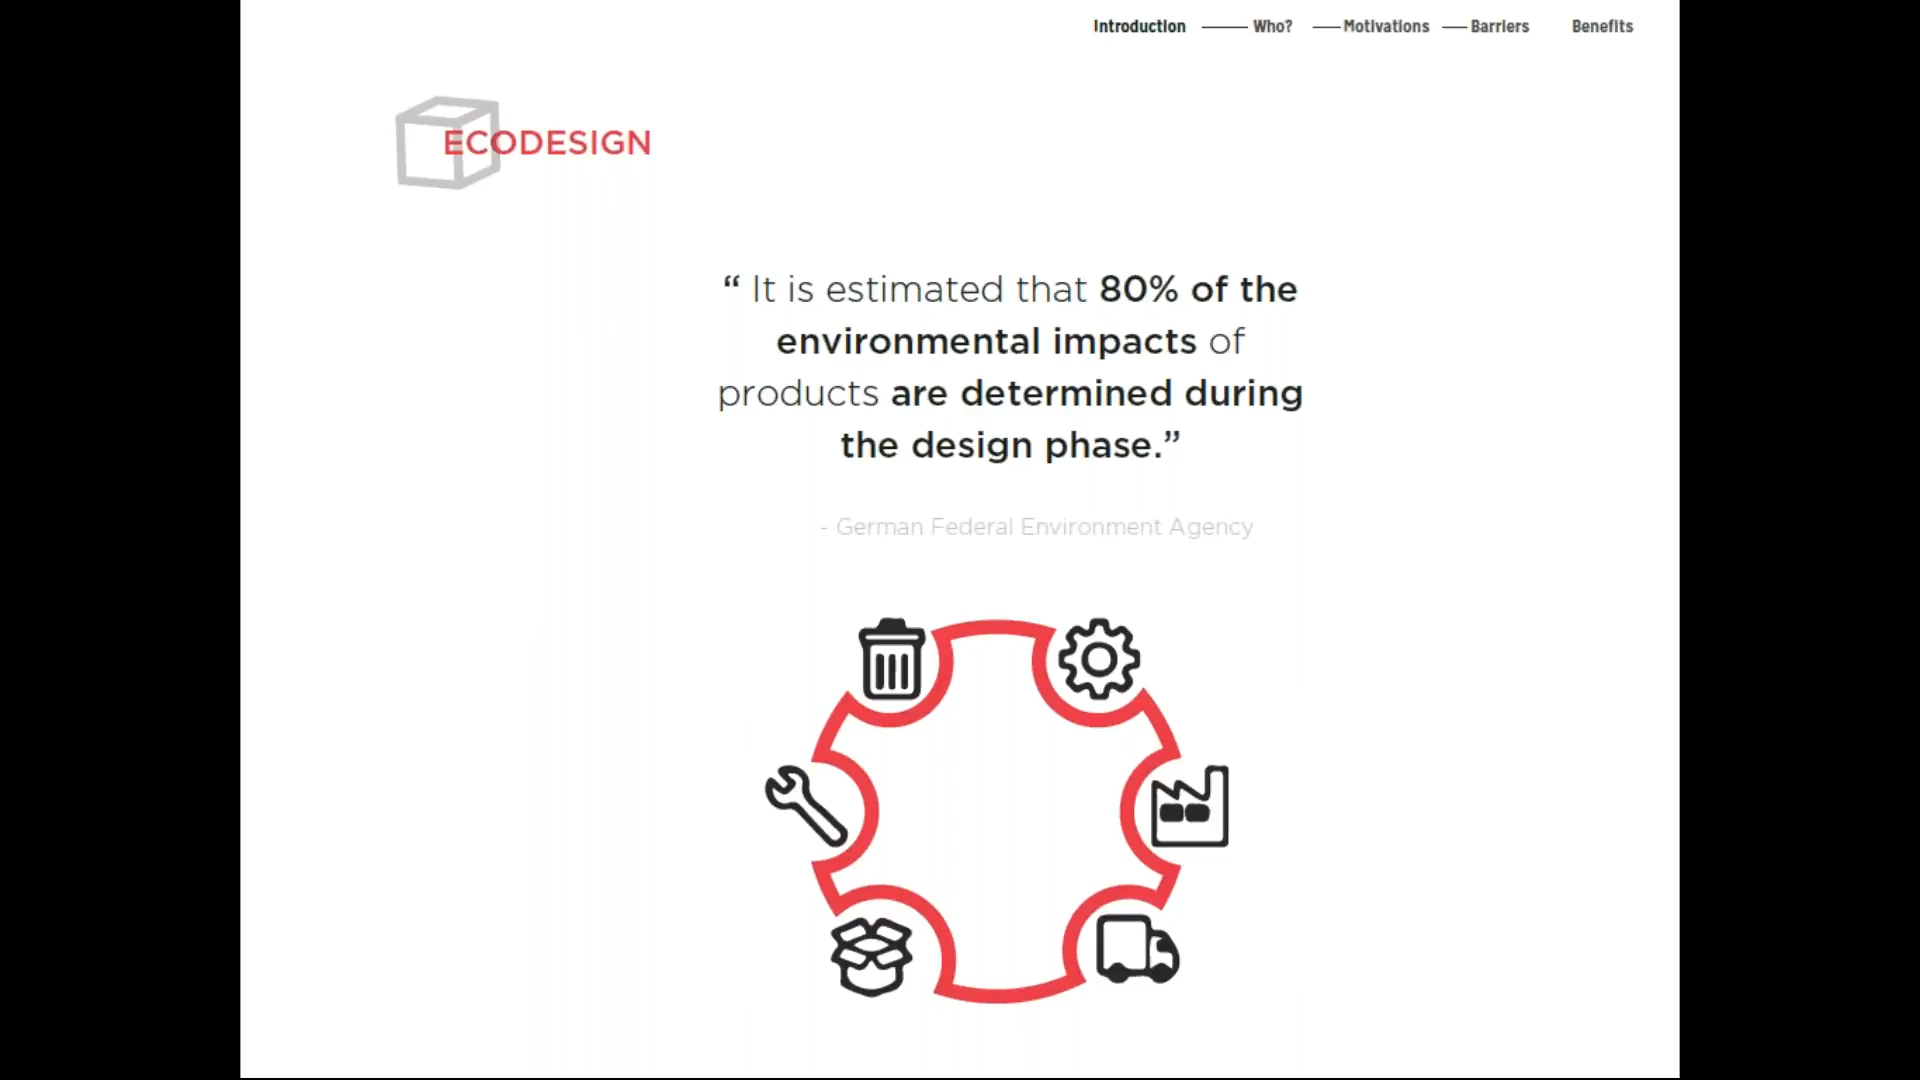 Introduction Who? Motivations Barriers Benefits
ECODESIGN
“ It is estimated that 80% of the
environmental impacts of
products are determined during
the design phase.”
- German Federal Environment Agency